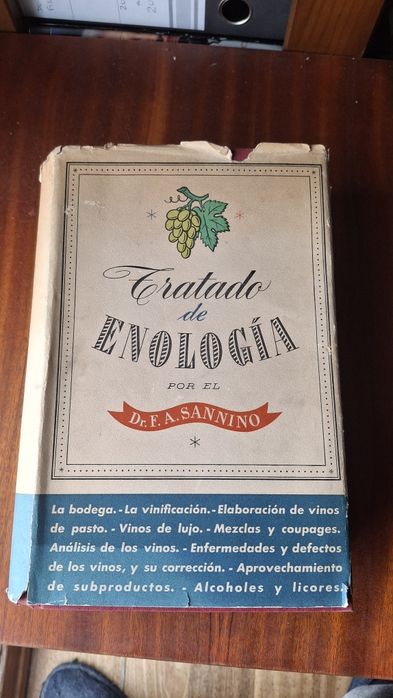 Tratado
de
ENOLOGÍA
POR EL
Dr. F. A. SANNINO
La bodega. - La vinificación. - Elaboración de vinos
de pasto. - Vinos de lujo. - Mezclas y coupages.
Análisis de los vinos. - Enfermedades y defectos
de los vinos, y su corrección. - Aprovechamiento
de subproductos. - Alcoholes y licores.